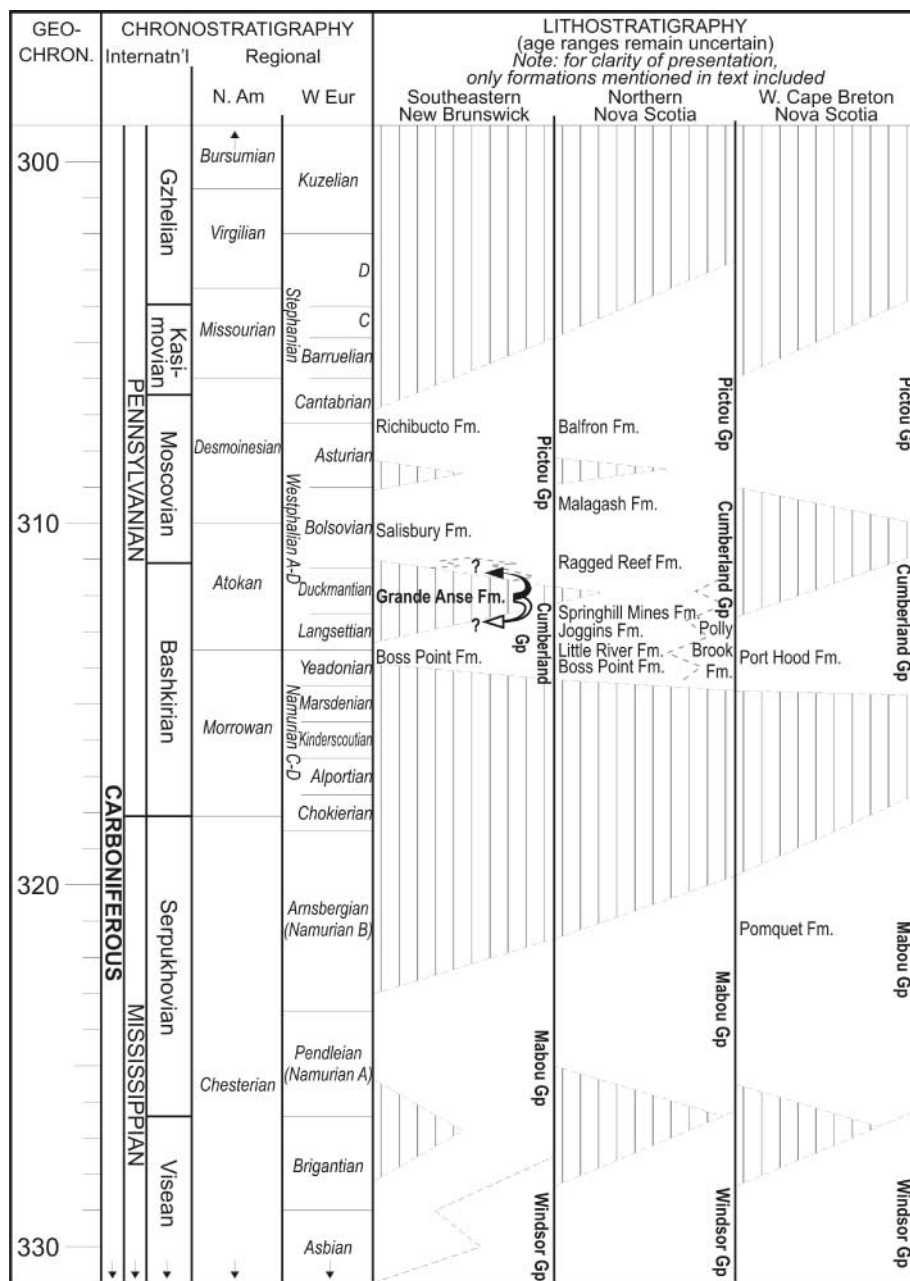 GEO-
CHRON.
CHRONOSTRATIGRAPHY
Internatn'l
Regional
N. Am
W Eur
LITHOSTRATIGRAPHY
(age ranges remain uncertain)
Note: for clarity of presentation,
only formations mentioned in text included
Southeastern
New Brunswick
Northern
Nova Scotia
W. Cape Breton
Nova Scotia
300
310
320
330
CARBONIFEROUS
PENNSYLVANIAN
MISSISSIPPIAN
Gzhelian
Kasi-
movian
Moscovian
Bashkirian
Serpukhovian
Visean
Bursumian
Virgilian
Missourian
Desmoinesian
Atokan
Morrowan
Chesterian
Stephanian
Westphalian A-D
Namurian C-D
Kuzelian
D
C
Barruelian
Cantabrian
Asturian
Bolsovian
Duckmantian
Langsettian
Yeadonian
Marsdenian
Kinderscoutian
Alportian
Chokierian
Arnsbergian
(Namurian B)
Pendleian
(Namurian A)
Brigantian
Asbian
Richibucto Fm.
Salisbury Fm.
?
Grande Anse Fm.
?
Boss Point Fm.
Pictou Gp
Cumberland
Gp
Mabou Gp
Windsor Gp
Balfron Fm.
Malagash Fm.
Ragged Reef Fm.
Springhill Mines Fm.
Joggins Fm.
Little River Fm.
Boss Point Fm.
Polly
Brook
Fm.
Pictou Gp
Cumberland Gp
Mabou Gp
Windsor Gp
Port Hood Fm.
Pomquet Fm.
Pictou Gp
Cumberland Gp
Mabou Gp
Windsor Gp